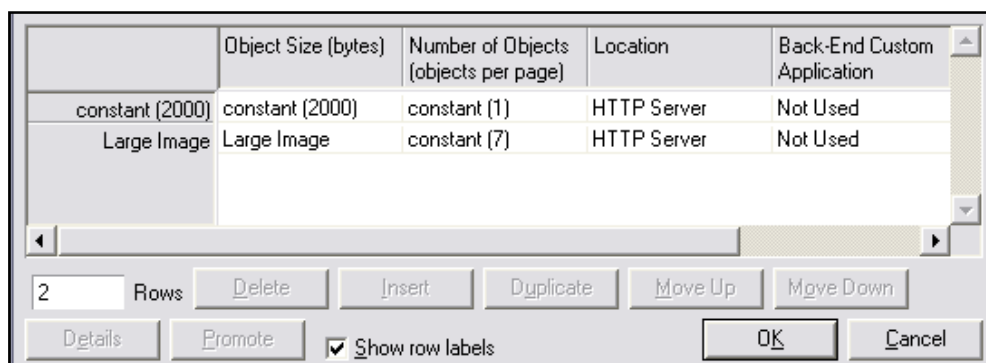 Object Size (bytes) Number of Objects (objects per page) Location Back-End Custom Application
constant (2000) constant (2000) constant (1) HTTP Server Not Used
Large Image Large Image constant (7) HTTP Server Not Used
2 Rows Delete Insert Duplicate Move Up Move Down
Details Promote Show row labels OK Cancel